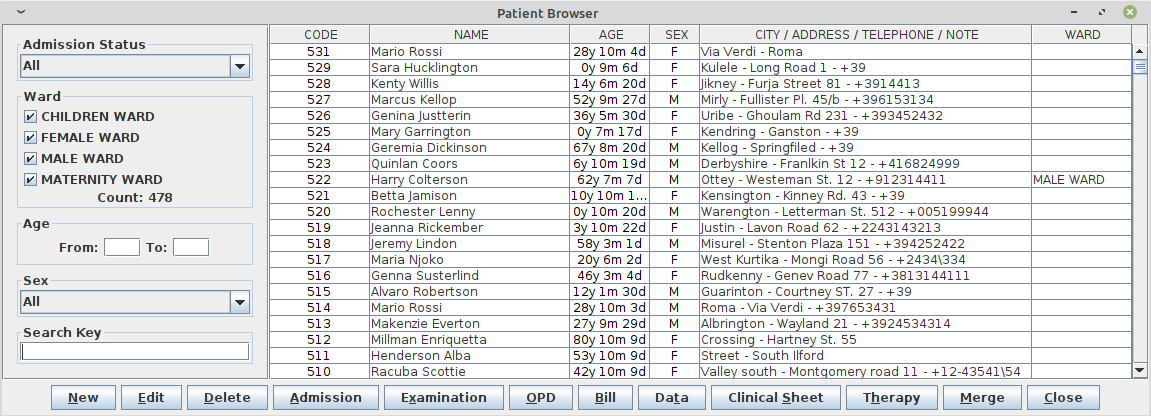 Patient Browser
Admission Status
All
Ward
CHILDREN WARD
FEMALE WARD
MALE WARD
MATERNITY WARD
Count: 478
Age
From: To:
Sex
All
Search Key
CODE NAME AGE SEX CITY / ADDRESS / TELEPHONE / NOTE WARD
531 Mario Rossi 28y 10m 4d F Via Verdi - Roma
529 Sara Hucklington 0y 9m 6d F Kulele - Long Road 1 - +39
528 Kenty Willis 14y 6m 20d F Jikney - Furja Street 81 - +3914413
527 Marcus Kellop 52y 9m 27d M Mirly - Fullister Pl. 45/b - +396153134
526 Genina Justterin 36y 5m 30d F Uribe - Ghoulam Rd 231 - +393452432
525 Mary Garrington 0y 7m 17d F Kendring - Ganston - +39
524 Geremia Dickinson 67y 8m 20d M Kellog - Springfiled - +39
523 Quinlan Coors 6y 10m 19d M Derbyshire - Franlkin St 12 - +416824999
522 Harry Colterson 62y 7m 7d M Ottey - Westeman St. 12 - +912314411 MALE WARD
521 Betta Jamison 10y 10m 1... F Kensington - Kinney Rd. 43 - +39
520 Rochester Lenny 0y 10m 20d M Warengton - Letterman St. 512 - +005199944
519 Jeanna Rickember 3y 10m 22d F Justin - Lavon Road 62 - +2243143213
518 Jeremy Lindon 58y 3m 1d M Misurel - Stenton Plaza 151 - +394252422
517 Maria Njoko 20y 6m 2d F West Kurtika - Mongi Road 56 - +2434\334
516 Genna Susterlind 46y 3m 4d F Rudkenny - Genev Road 77 - +3813144111
515 Alvaro Robertson 12y 1m 30d M Guarinton - Courtney ST. 27 - +39
514 Mario Rossi 28y 10m 3d M Roma - Via Verdi - +397653431
513 Makenzie Everton 27y 9m 29d M Albrington - Wayland 21 - +3924534314
512 Millman Enriquetta 80y 10m 9d F Crossing - Hartney St. 55
511 Henderson Alba 53y 10m 9d F Street - South Ilford
510 Racuba Scottie 42y 10m 9d F Valley south - Montgomery road 11 - +12-43541\54
New Edit Delete Admission Examination OPD Bill Data Clinical Sheet Therapy Merge Close